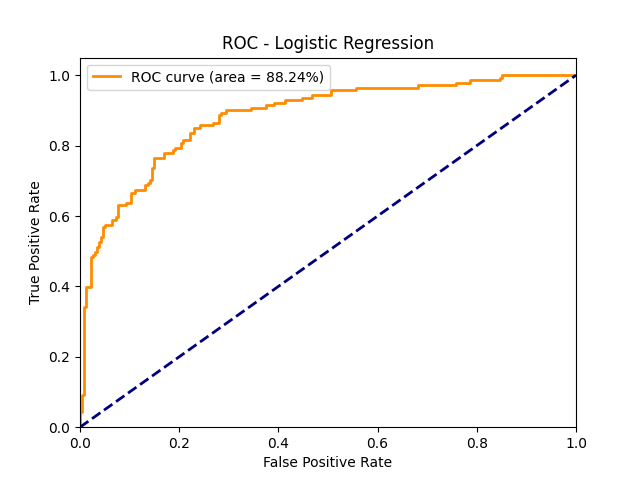 ROC - Logistic Regression
ROC curve (area = 88.24%)
True Positive Rate
1.0
0.8
0.6
0.4
0.2
0.0
0.0 0.2 0.4 0.6 0.8 1.0
False Positive Rate